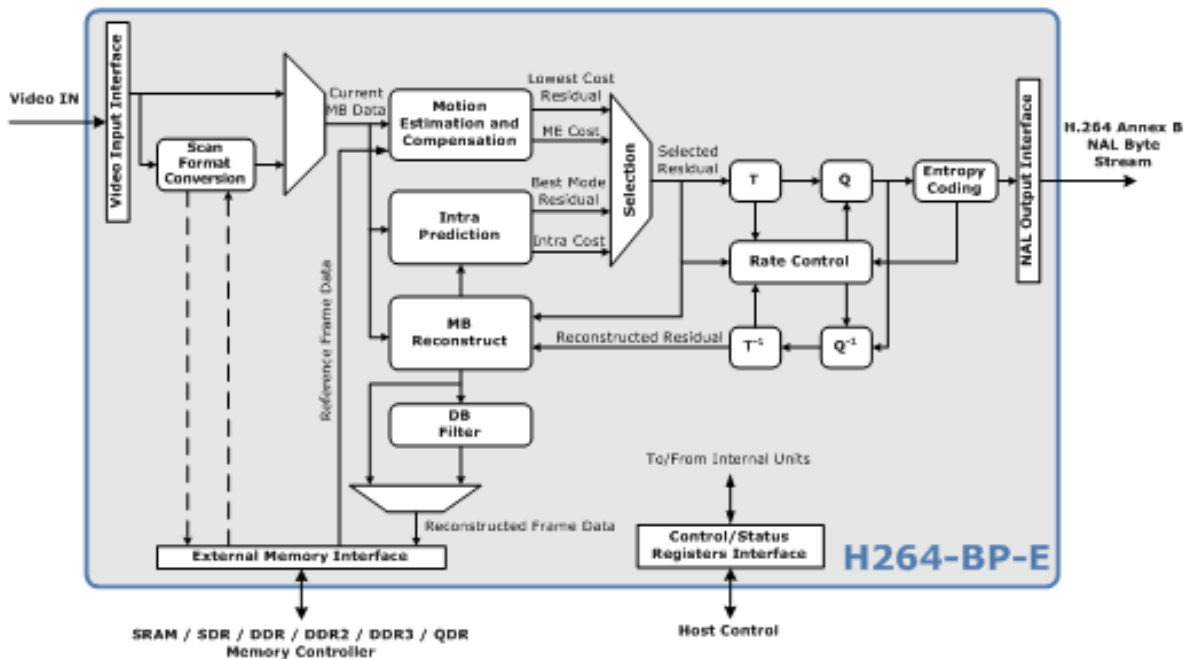 Video IN
Video Input Interface
Scan
Format
Conversion
Current
MB Data
Motion
Estimation and
Compensation
Lowest Cost
Residual
ME Cost
Intra
Prediction
Best Mode
Residual
Intra Cost
Selection
Selected
Residual
T
Q
Entropy
Coding
NAL Output Interface
H.264 Annex B
NAL Byte
Stream
Rate Control
MB
Reconstruct
Reconstructed Residual
T⁻¹
Q⁻¹
Reference Frame Data
DB
Filter
Reconstructed Frame Data
To/From Internal Units
External Memory Interface
Control/Status
Registers Interface
H264-BP-E
SRAM / SDR / DDR / DDR2 / DDR3 / QDR
Memory Controller
Host Control